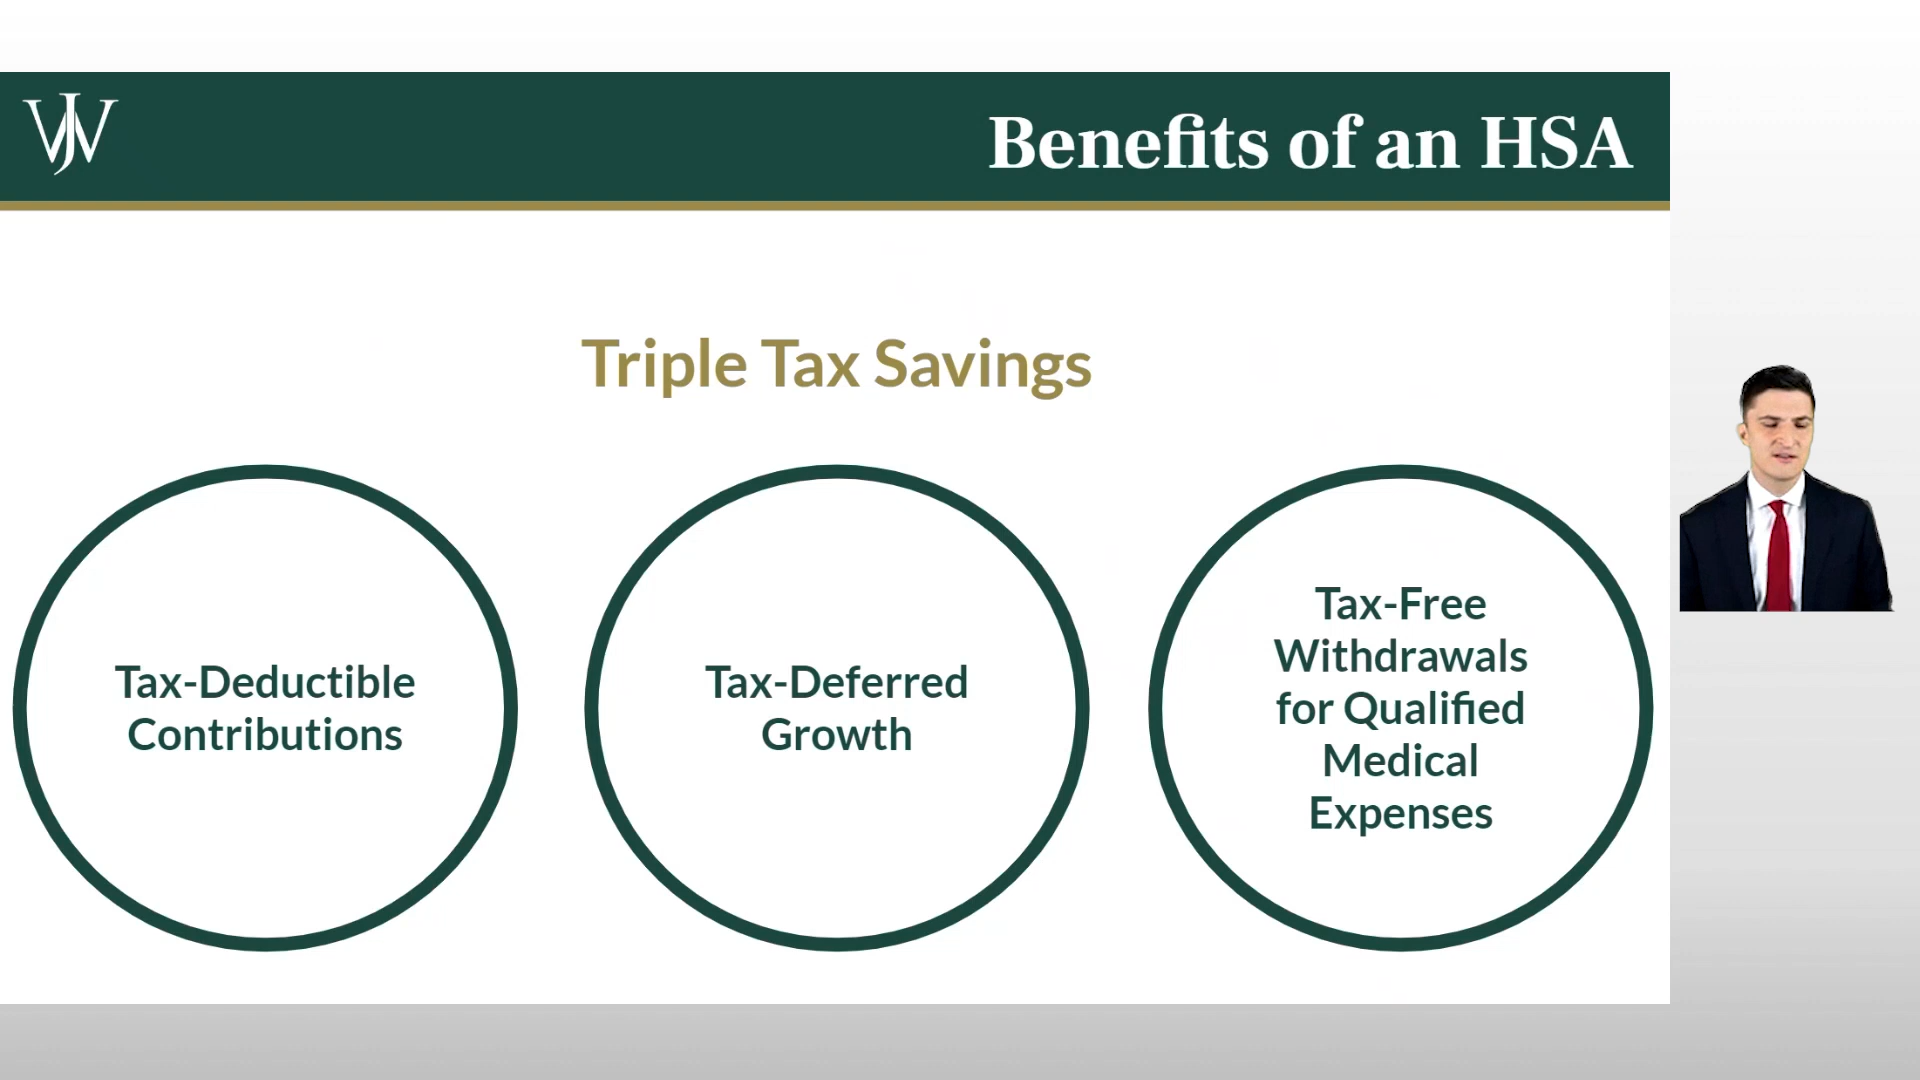 JW
Benefits of an HSA
Triple Tax Savings
Tax-Deductible
Contributions
Tax-Deferred
Growth
Tax-Free
Withdrawals
for Qualified
Medical
Expenses